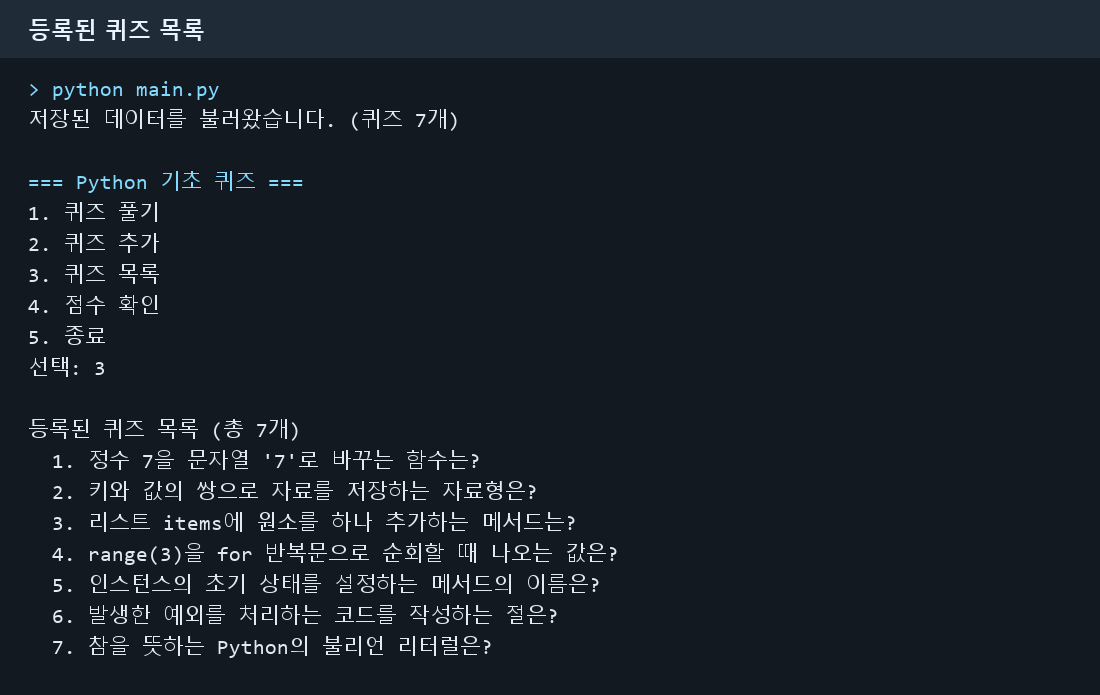 등록된 퀴즈 목록
> python main.py
저장된 데이터를 불러왔습니다. (퀴즈 7개)
=== Python 기초 퀴즈 ===
1. 퀴즈 풀기
2. 퀴즈 추가
3. 퀴즈 목록
4. 점수 확인
5. 종료
선택: 3
등록된 퀴즈 목록 (총 7개)
1. 정수 7을 문자열 '7'로 바꾸는 함수는?
2. 키와 값의 쌍으로 자료를 저장하는 자료형은?
3. 리스트 items에 원소를 하나 추가하는 메서드는?
4. range(3)을 for 반복문으로 순회할 때 나오는 값은?
5. 인스턴스의 초기 상태를 설정하는 메서드의 이름은?
6. 발생한 예외를 처리하는 코드를 작성하는 절은?
7. 참을 뜻하는 Python의 불리언 리터럴은?